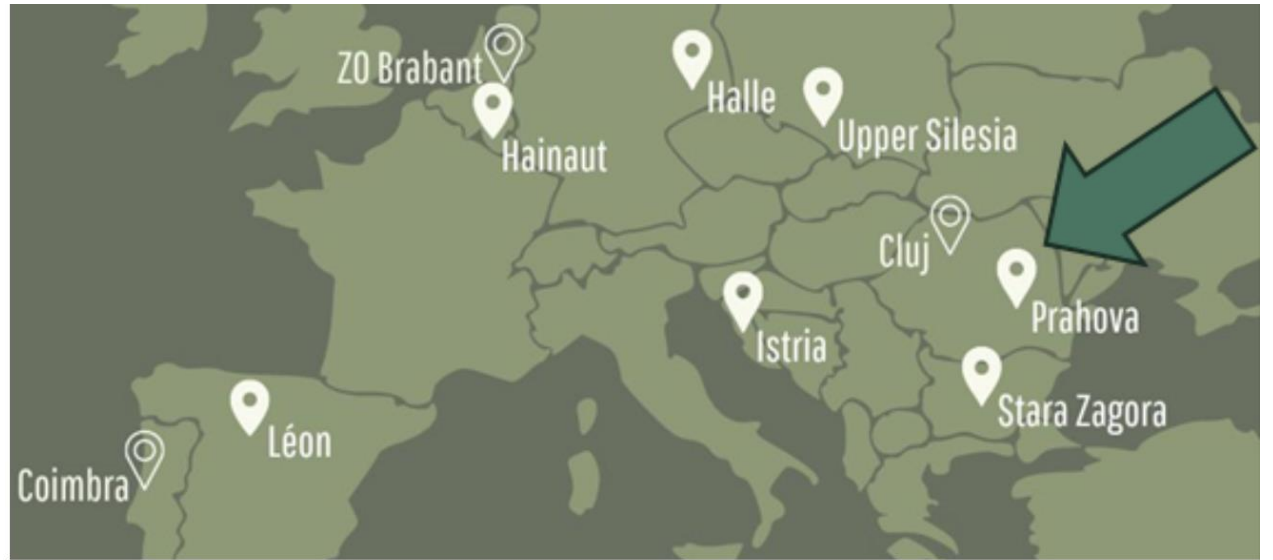 ZO Brabant
Halle
Hainaut
Upper Silesia
Cluj
Prahova
Istria
Stara Zagora
Léon
Coimbra